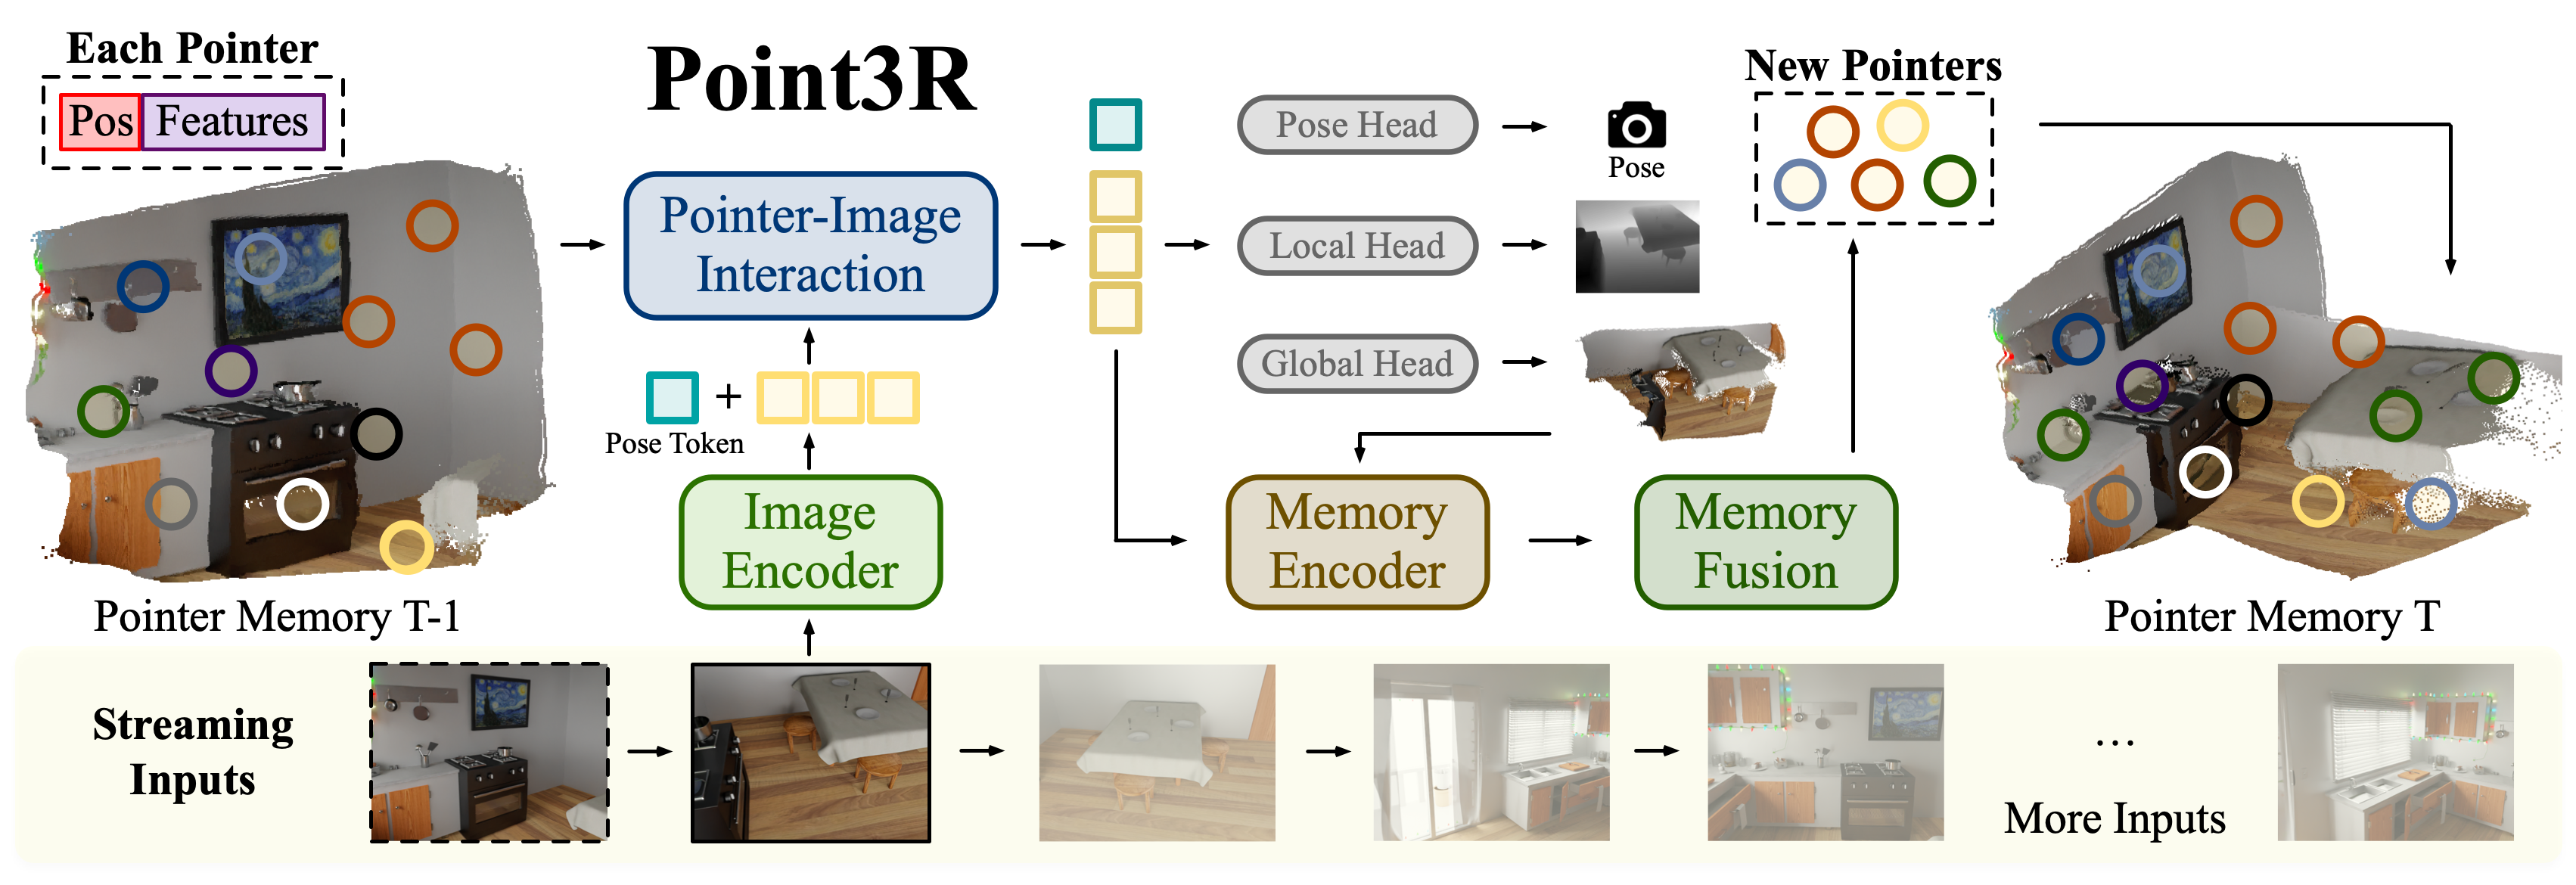 Each Pointer
Pos Features
Point3R
Pointer-Image
Interaction
Pose Token
Image
Encoder
Pose Head
Local Head
Global Head
Pose
Memory
Encoder
Memory
Fusion
New Pointers
Pointer Memory T-1
Pointer Memory T
Streaming
Inputs
...
More Inputs